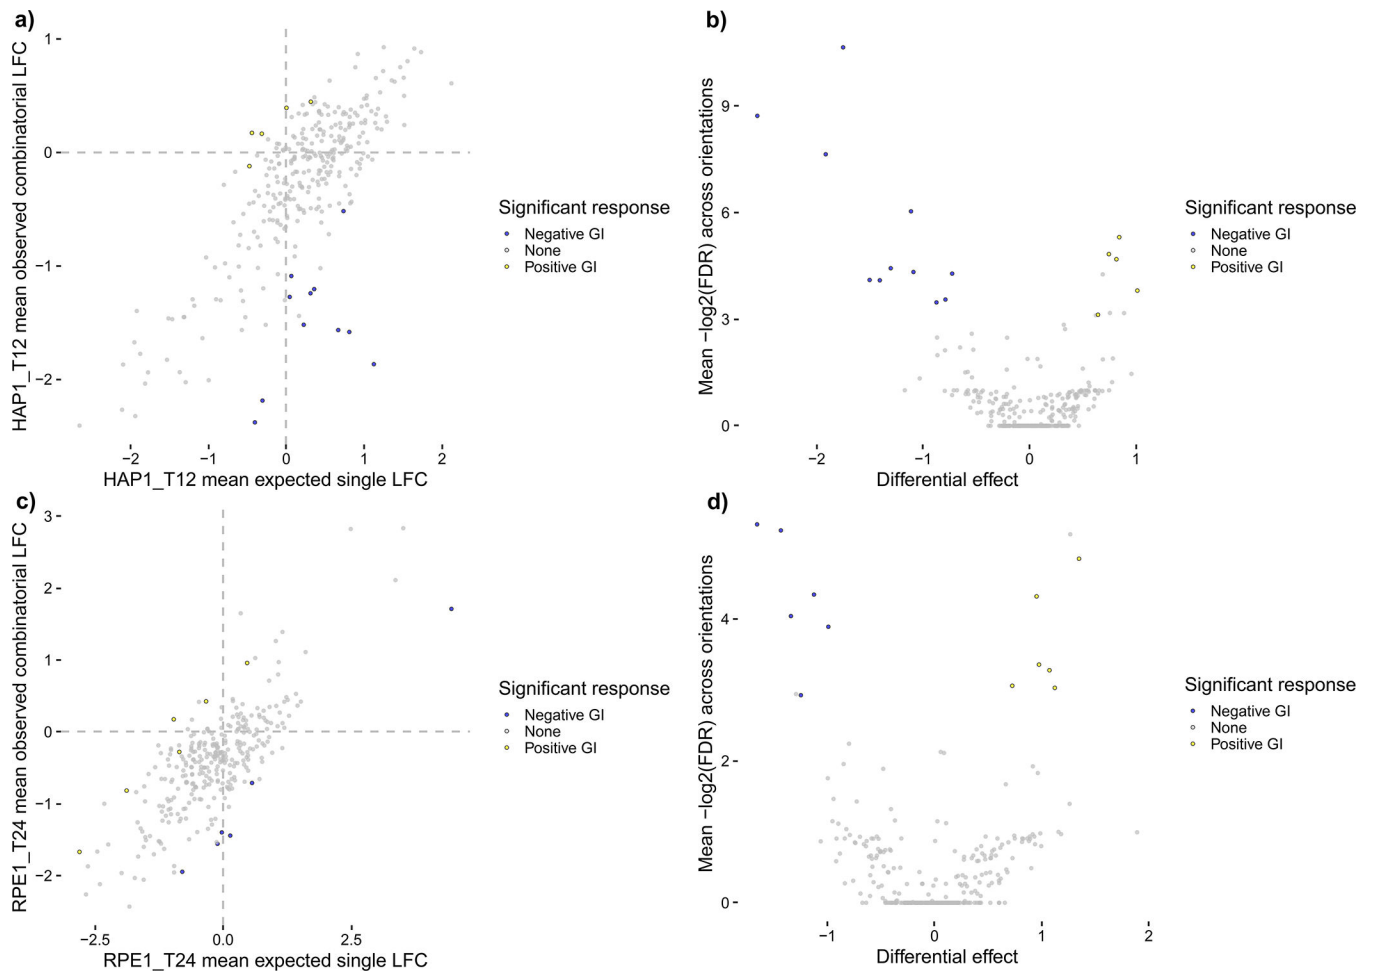 a)
HAP1_T12 mean observed combinatorial LFC
1
0
−1
−2
−2
−1
0
1
2
HAP1_T12 mean expected single LFC
Significant response
Negative GI
None
Positive GI
b)
Mean −log2(FDR) across orientations
9
6
3
0
−2
−1
0
1
Differential effect
Significant response
Negative GI
None
Positive GI
c)
RPE1_T24 mean observed combinatorial LFC
3
2
1
0
−1
−2
−2.5
0.0
2.5
RPE1_T24 mean expected single LFC
Significant response
Negative GI
None
Positive GI
d)
Mean −log2(FDR) across orientations
4
2
0
−1
0
1
2
Differential effect
Significant response
Negative GI
None
Positive GI